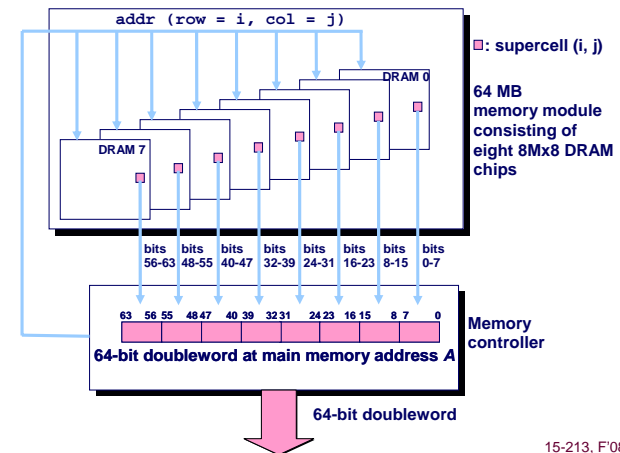 addr (row = i, col = j)
: supercell (i, j)
DRAM 0
64 MB
memory module
consisting of
eight 8Mx8 DRAM
chips
DRAM 7
bits bits bits bits bits bits bits bits
56-63 48-55 40-47 32-39 24-31 16-23 8-15 0-7
63 56 55 48 47 40 39 32 31 24 23 16 15 8 7 0
Memory
controller
64-bit doubleword at main memory address A
64-bit doubleword
15-213, F'08